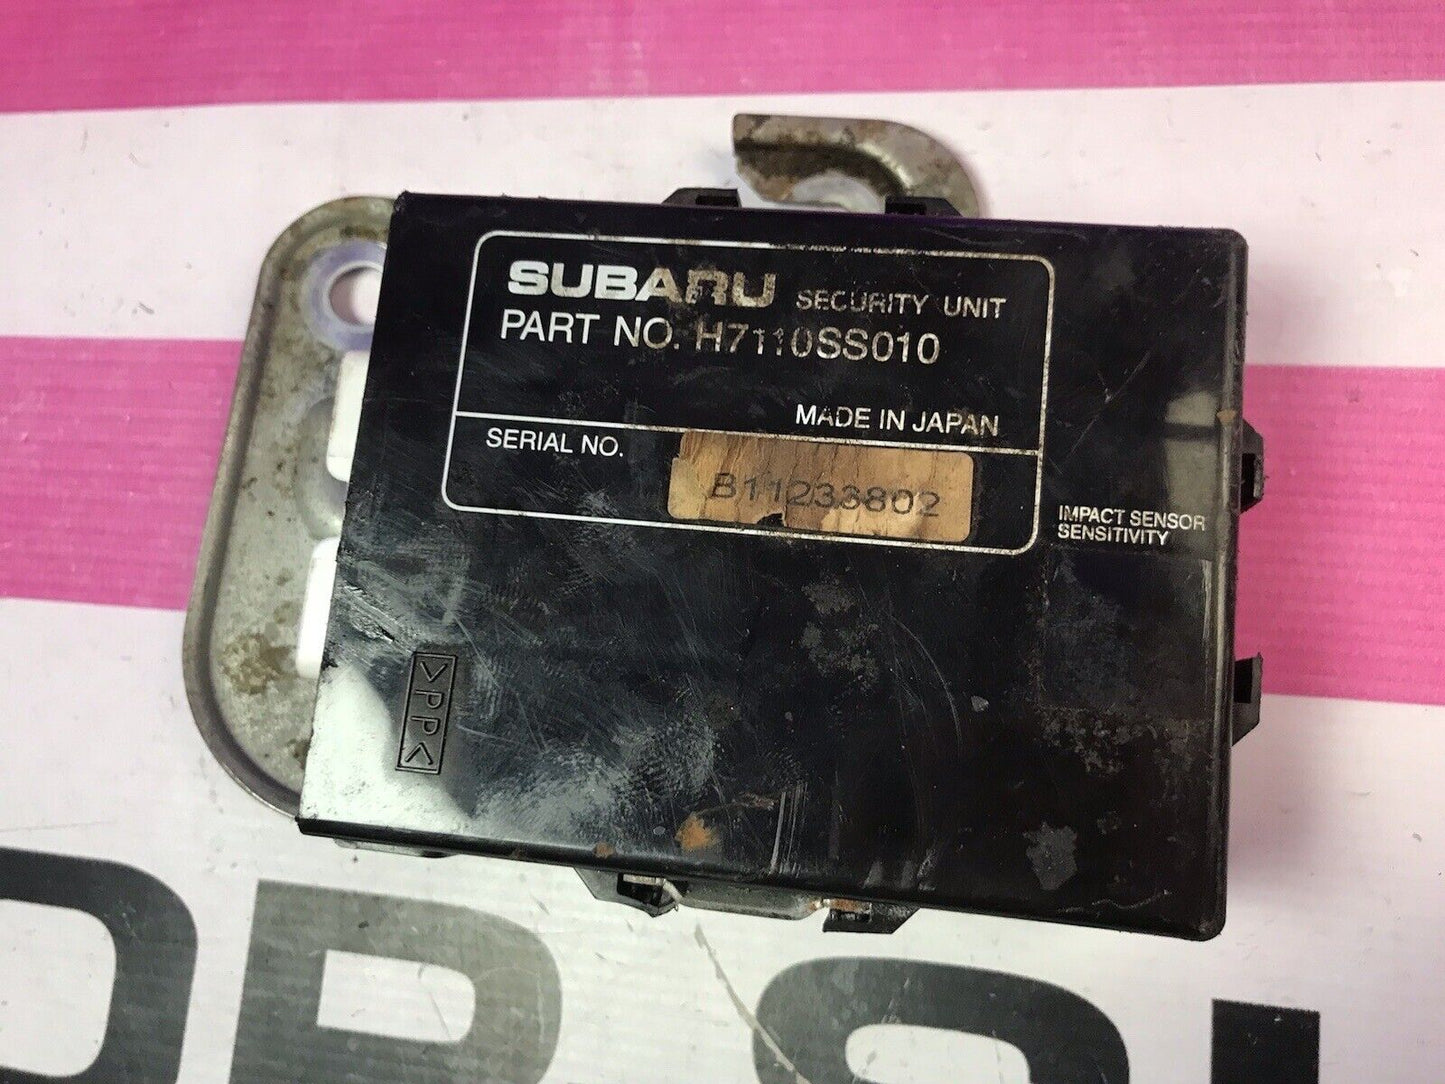 SUBARU SECURITY UNIT
PART NO. H7110SS010
MADE IN JAPAN
SERIAL NO. B11233802
IMPACT SENSOR
SENSITIVITY
>PP<